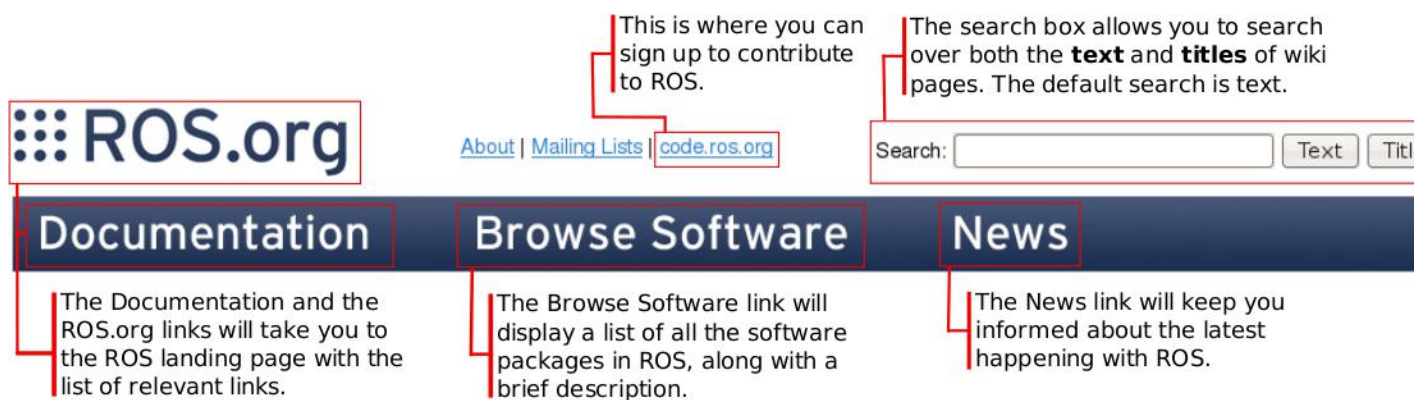 This is where you can
sign up to contribute
to ROS.
The search box allows you to search
over both the text and titles of wiki
pages. The default search is text.
ROS.org
About | Mailing Lists | code.ros.org
Search: Text Titl
Documentation Browse Software News
The Documentation and the
ROS.org links will take you to
the ROS landing page with the
list of relevant links.
The Browse Software link will
display a list of all the software
packages in ROS, along with a
brief description.
The News link will keep you
informed about the latest
happening with ROS.